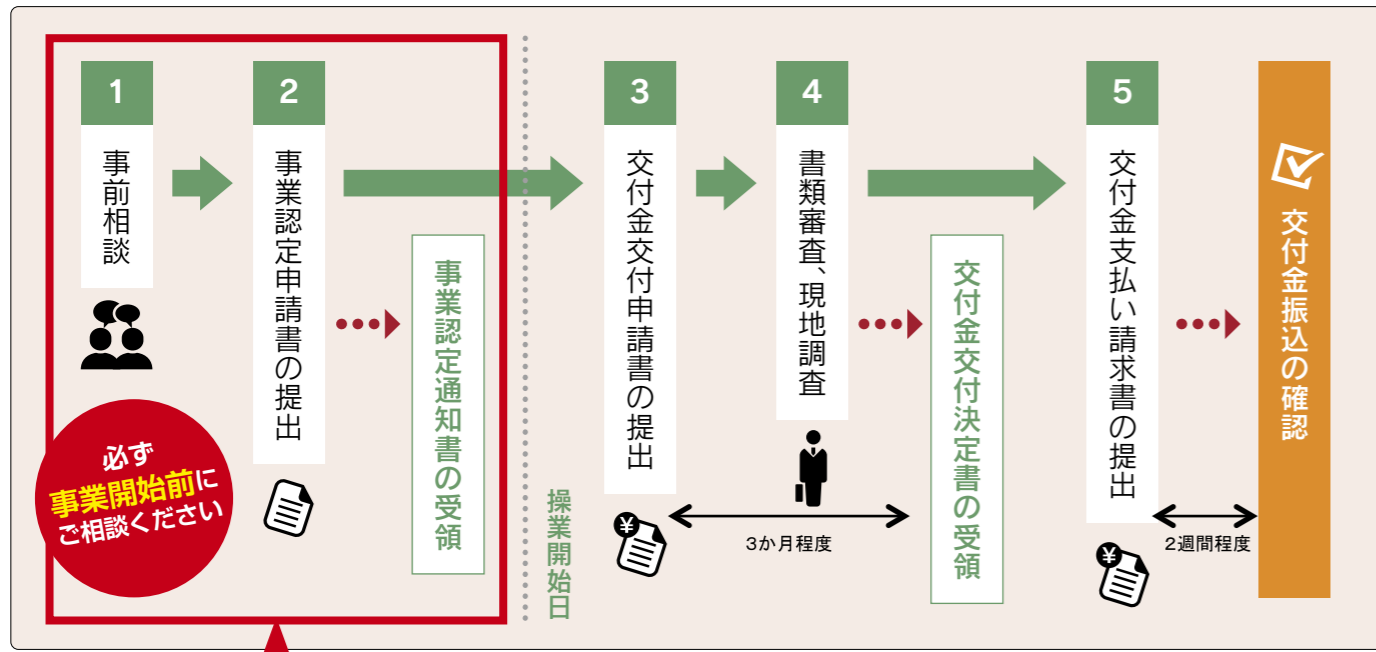 1
事前相談
必ず
事業開始前に
ご相談ください
2
事業認定申請書の提出
事業認定通知書の受領
操業開始日
3
交付金交付申請書の提出
¥
3か月程度
4
書類審査、現地調査
交付金交付決定書の受領
5
交付金支払い請求書の提出
¥
2週間程度
交付金振込の確認